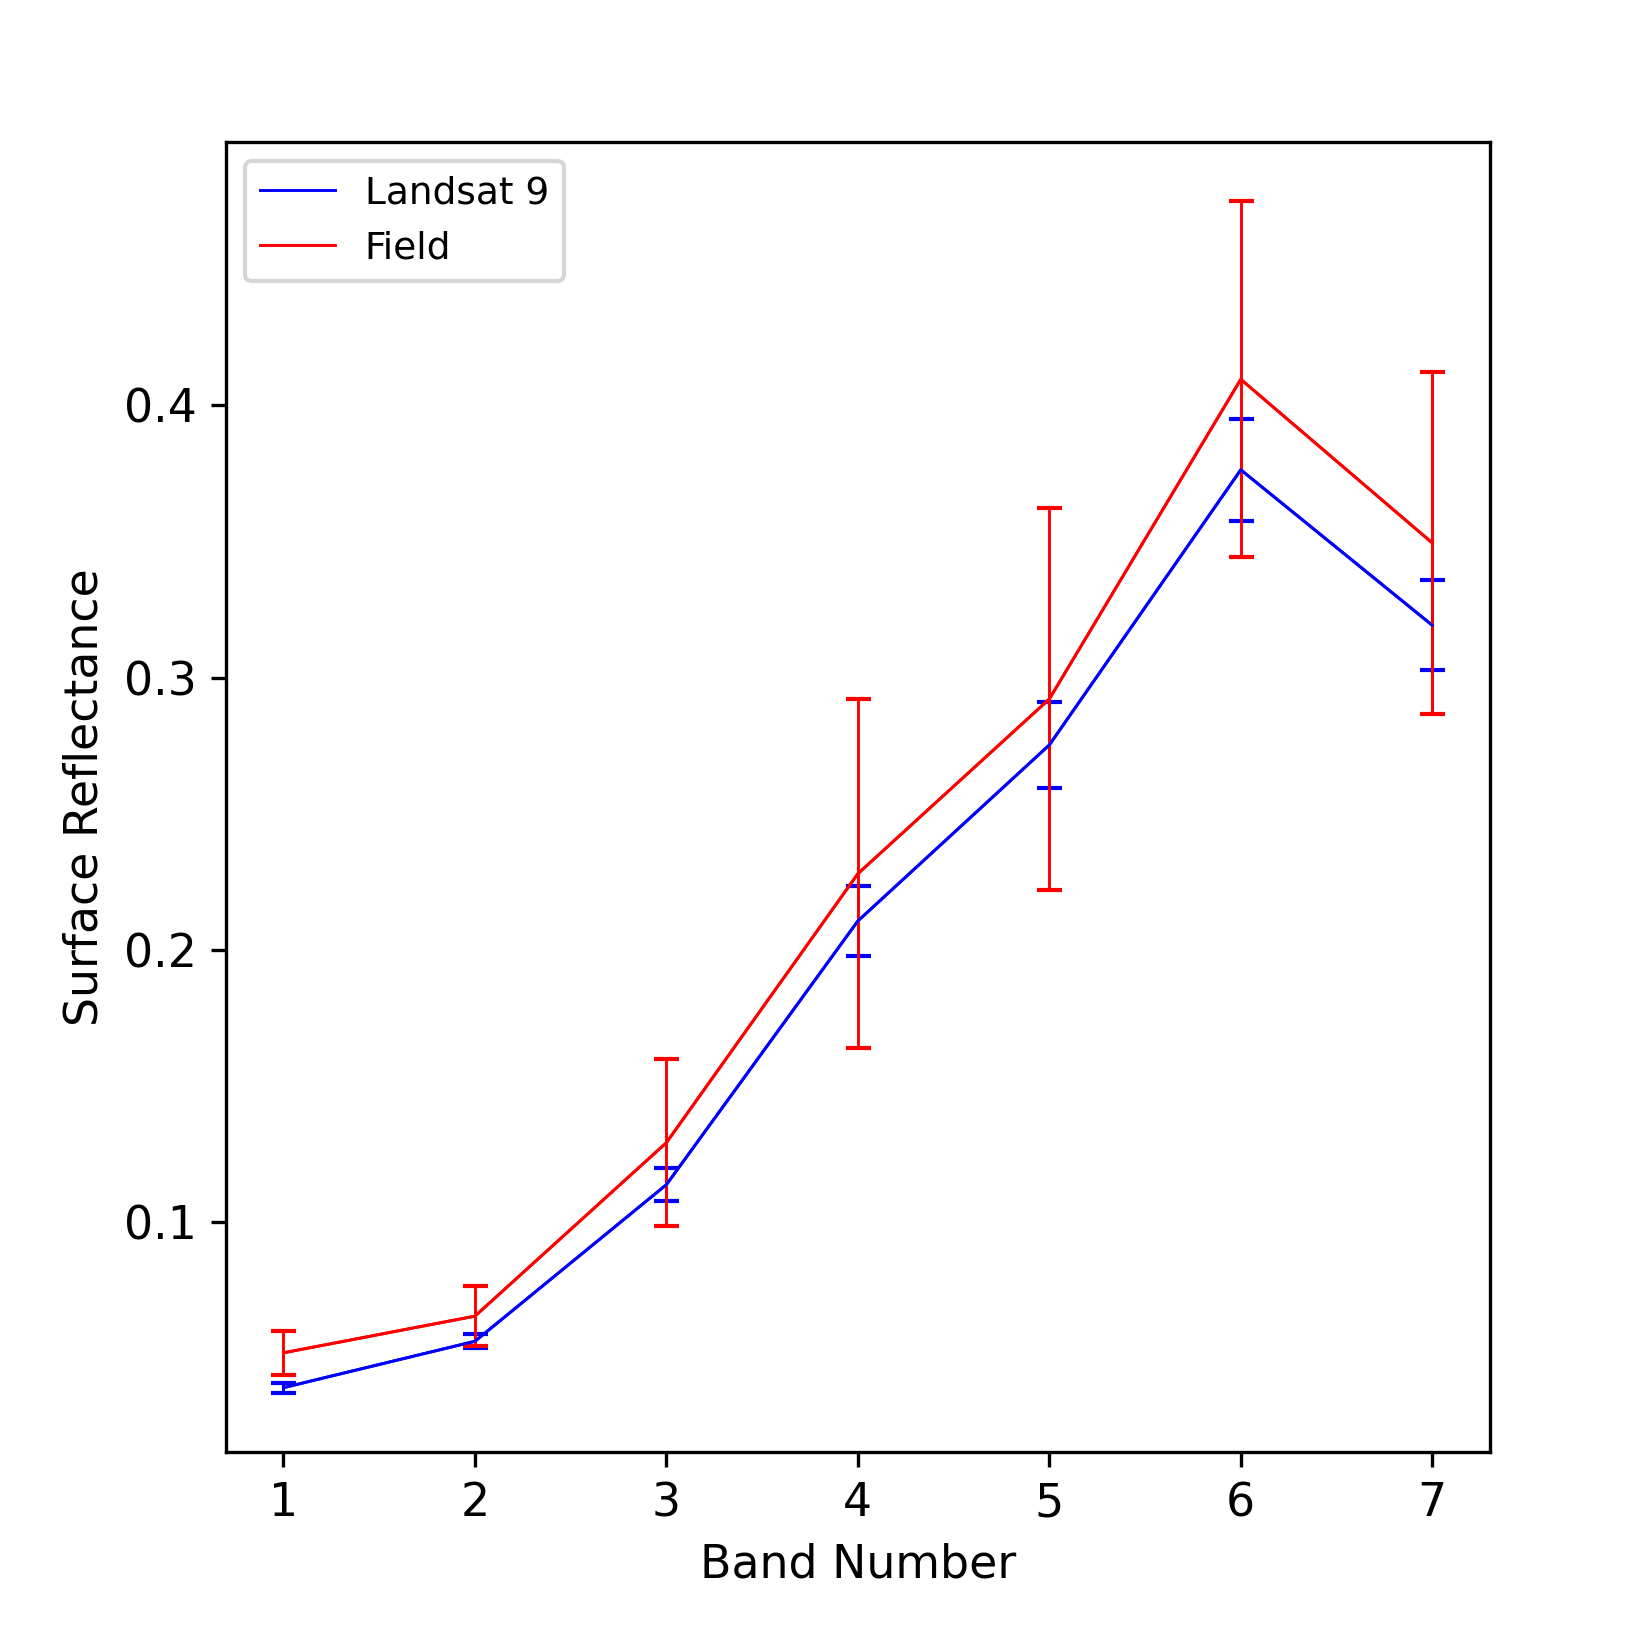 Landsat 9
Field
0.4
0.3
0.2
0.1
Surface Reflectance
1 2 3 4 5 6 7
Band Number